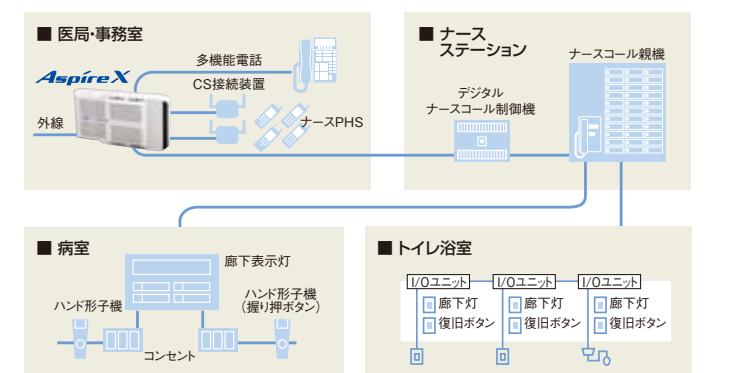 ■ 医局・事務室
AspireX
外線
多機能電話
CS接続装置
ナースPHS
■ ナース
ステーション
ナースコール親機
デジタル
ナースコール制御機
■ 病室
廊下表示灯
ハンド形子機
ハンド形子機
（握り押ボタン）
コンセント
■ トイレ浴室
I/Oユニット
I/Oユニット
I/Oユニット
廊下灯
復旧ボタン
廊下灯
復旧ボタン
廊下灯
復旧ボタン